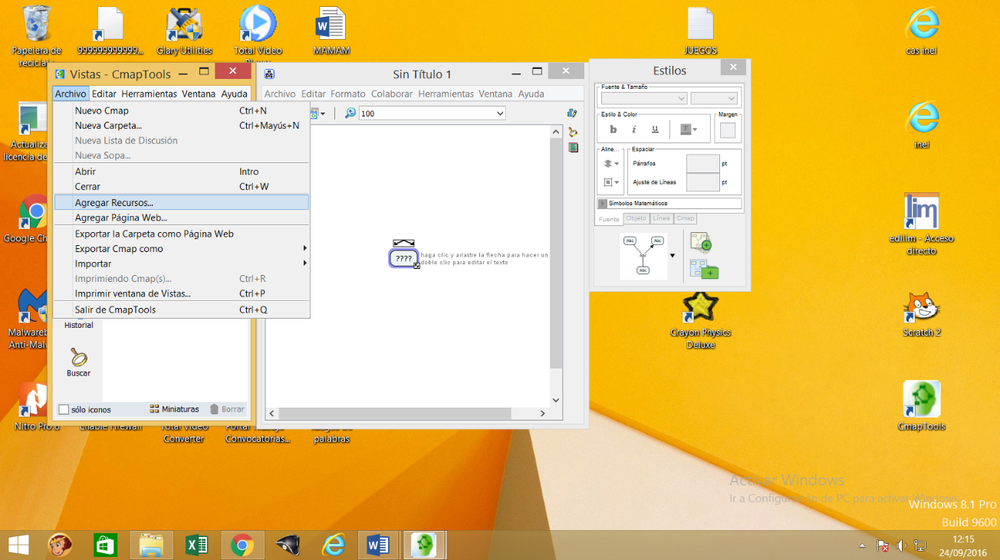 Papelera de
reciclaje
999999999999...
Glary Utilities
Total Video
MAMAM
JUEGOS
cas inei
Vistas - CmapTools
Archivo Editar Herramientas Ventana Ayuda
Nuevo Cmap Ctrl+N
Nueva Carpeta... Ctrl+Mayús+N
Nueva Lista de Discusión
Nueva Sopa...
Abrir Intro
Cerrar Ctrl+W
Agregar Recursos...
Agregar Página Web...
Exportar la Carpeta como Página Web
Exportar Cmap como
Importar
Imprimiendo Cmap(s)... Ctrl+R
Imprimir ventana de Vistas... Ctrl+P
Salir de CmapTools Ctrl+Q
Historial
Buscar
sólo iconos Miniaturas Borrar
Sin Título 1
Archivo Editar Formato Colaborar Herramientas Ventana Ayuda
100
????
haga clic y arrastre la flecha para hacer un
doble clic para editar el texto
Estilos
Fuente & Tamaño
Estilo & Color Margen
b i u T
Aline... Espaciar
Párrafos pt
Ajuste de Líneas pt
Símbolos Matemáticos
Fuente Objeto Línea Cmap
Abc Abc
abc
Abc
Actualiza
licencia de
Google Ch
Malwareb
Anti-Mal
Nitro Pro 8
Enable Firewall
Total Video
Converter
Convocatorias...
palabras
inei
lim
edilim - Acceso
directo
Crayon Physics
Deluxe
Scratch 2
CmapTools
Activar Windows
Ir a Configuración de PC para activar Windows.
Windows 8.1 Pro
Build 9600
12:15
24/09/2016